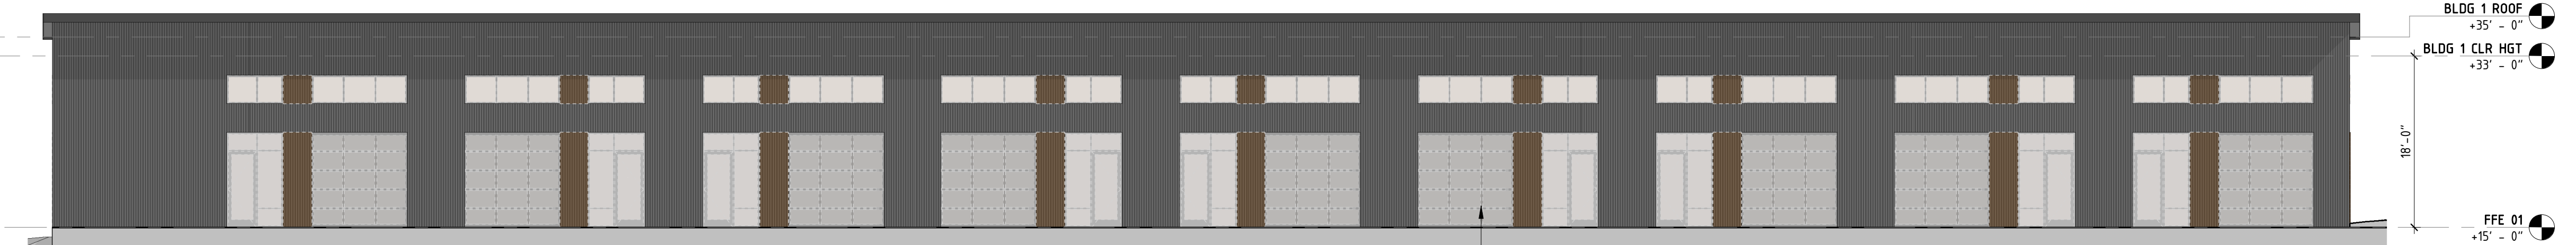 BLDG 1 ROOF
+35' - 0"
BLDG 1 CLR HGT
+33' - 0"
18'-0"
FFE 01
+15' - 0"